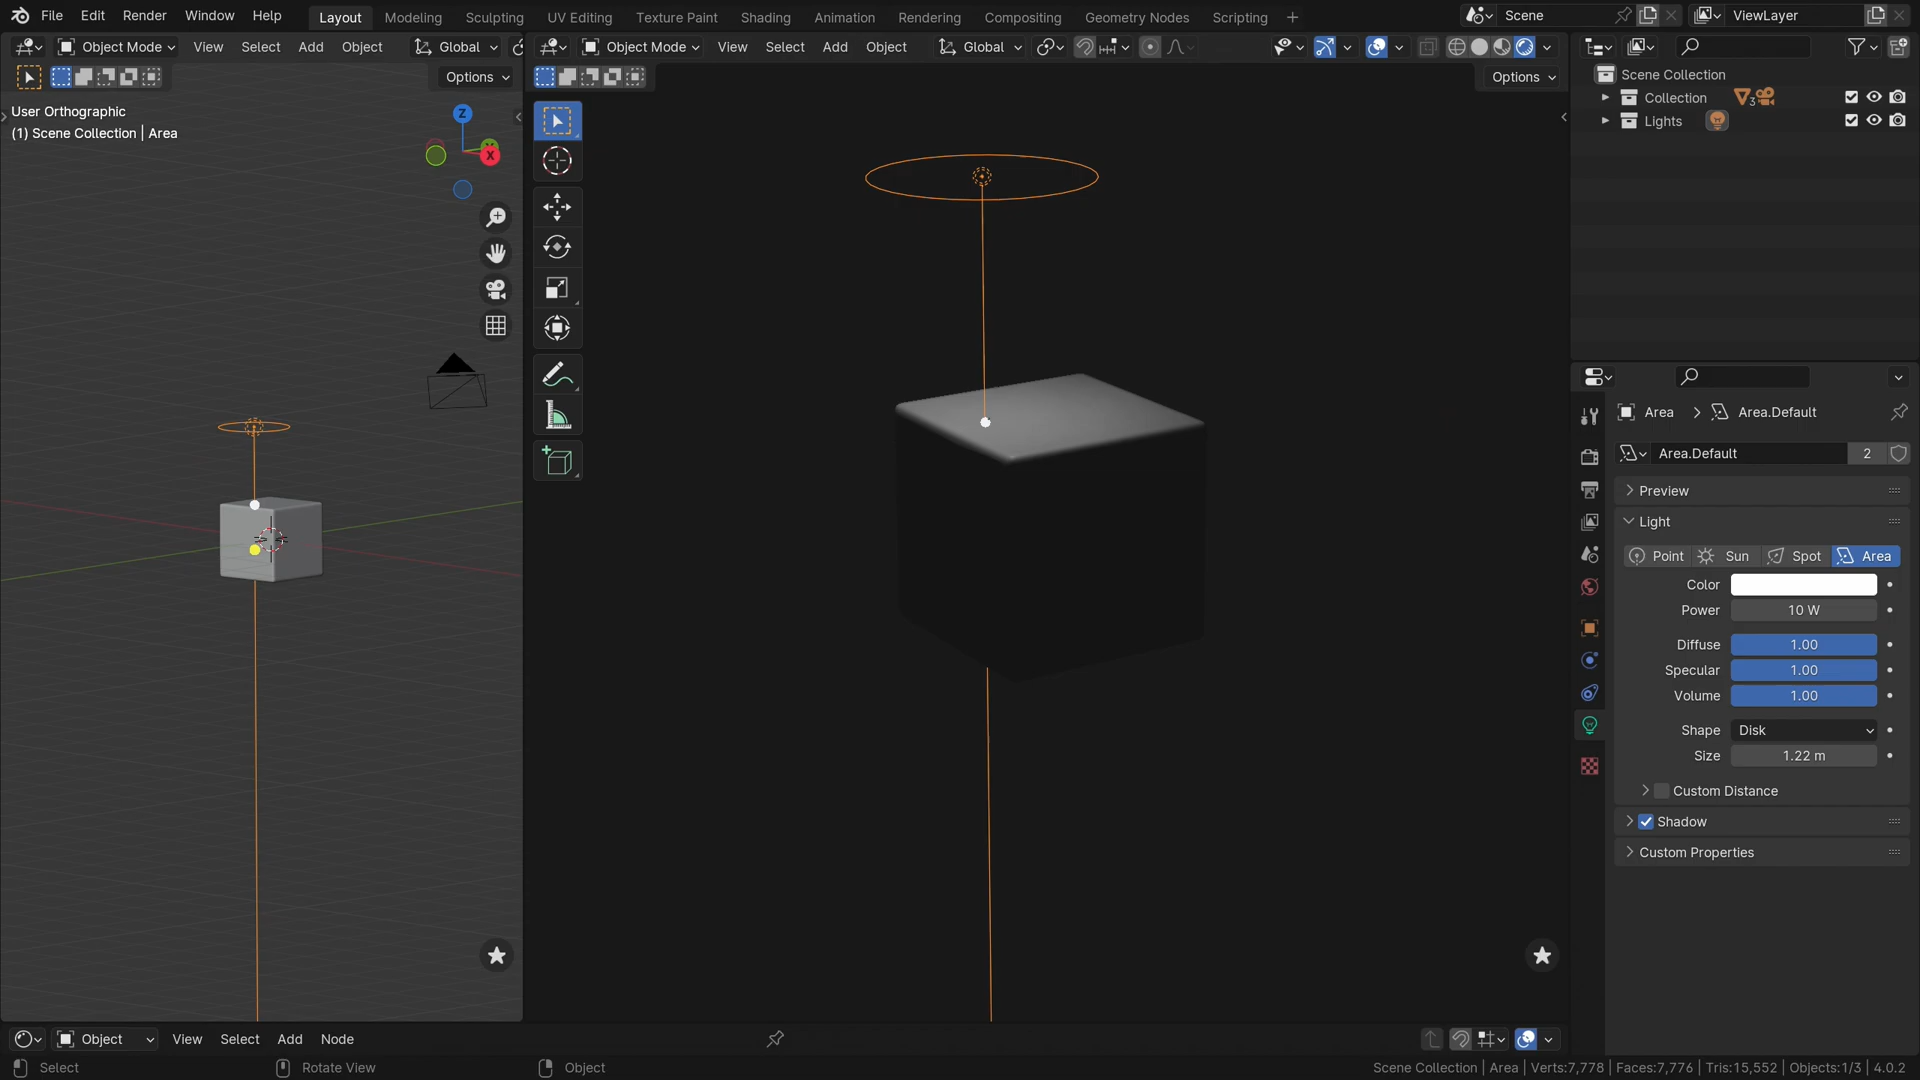 File Edit Render Window Help Layout Modeling Sculpting UV Editing Texture Paint Shading Animation Rendering Compositing Geometry Nodes Scripting + Scene ViewLayer
Object Mode View Select Add Object Global
Object Mode View Select Add Object Global
Options
Options
User Orthographic
(1) Scene Collection | Area
Z
X
Scene Collection
Collection 3
Lights
Area > Area.Default
Area.Default 2
Preview
Light
Point Sun Spot Area
Color
Power 10 W
Diffuse 1.00
Specular 1.00
Volume 1.00
Shape Disk
Size 1.22 m
Custom Distance
Shadow
Custom Properties
Object View Select Add Node
Select Rotate View Object Scene Collection | Area | Verts:7,778 | Faces:7,776 | Tris:15,552 | Objects:1/3 | 4.0.2